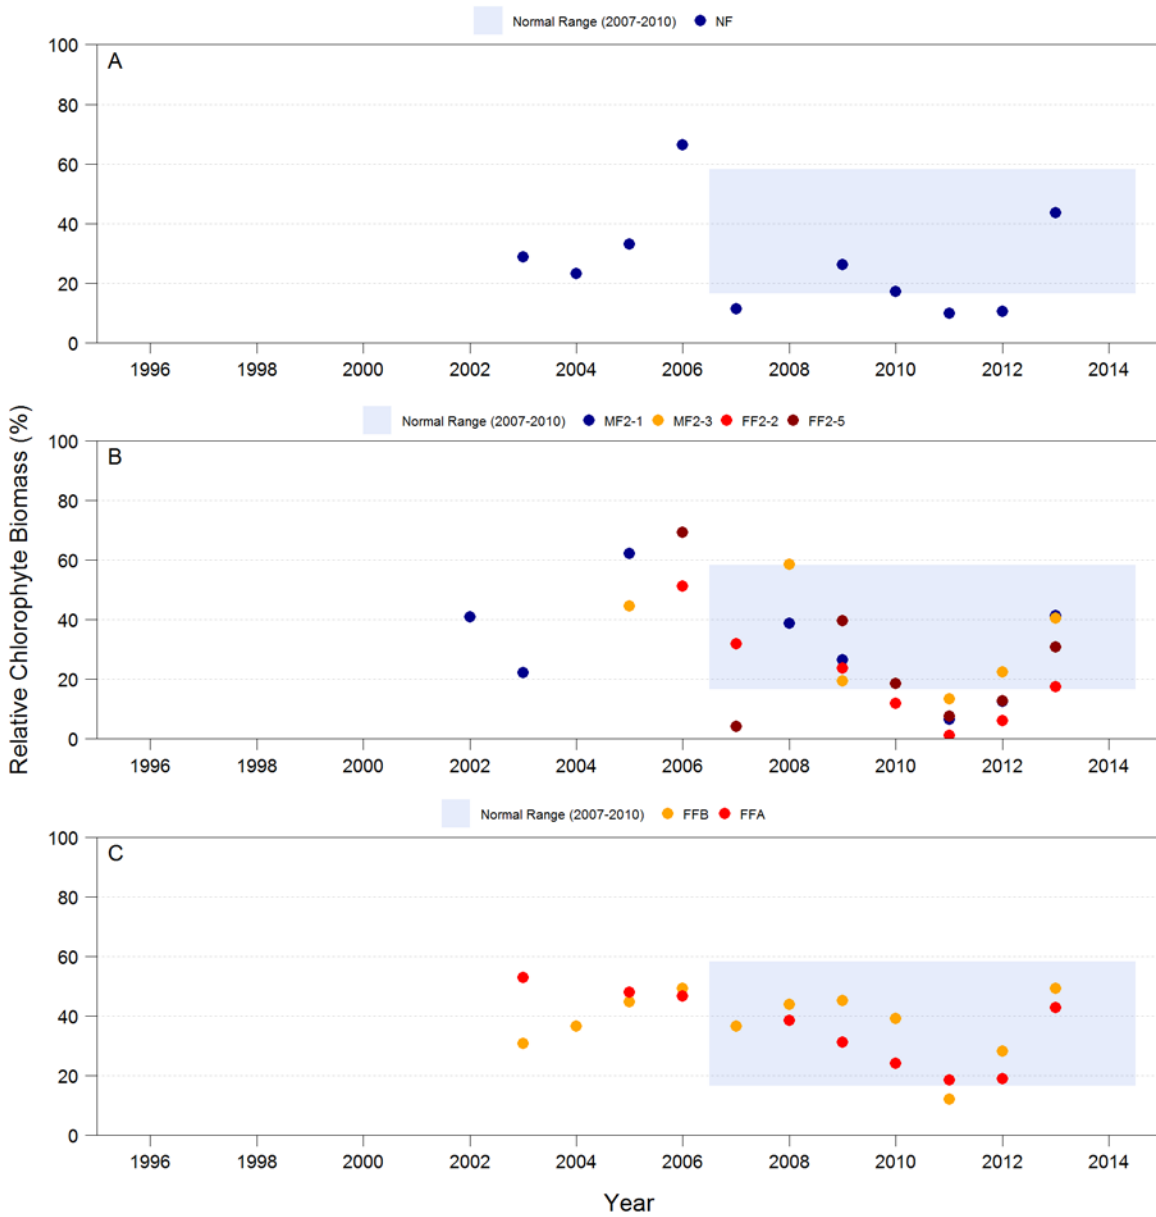 Normal Range (2007-2010) NF
A
100
80
60
40
20
0
1996 1998 2000 2002 2004 2006 2008 2010 2012 2014
Relative Chlorophyte Biomass (%)
Normal Range (2007-2010) MF2-1 MF2-3 FF2-2 FF2-5
B
100
80
60
40
20
0
1996 1998 2000 2002 2004 2006 2008 2010 2012 2014
Normal Range (2007-2010) FFB FFA
C
100
80
60
40
20
0
1996 1998 2000 2002 2004 2006 2008 2010 2012 2014
Year